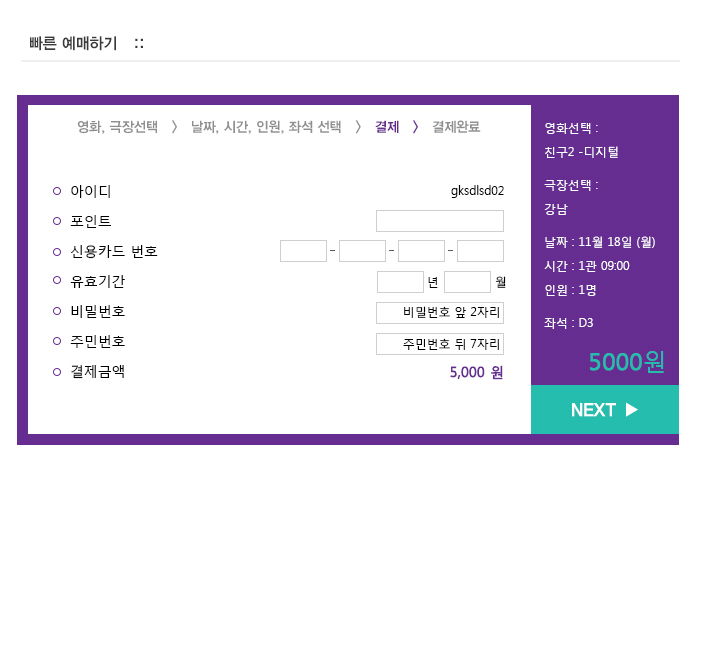 빠른 예매하기 ::
영화, 극장선택 〉 날짜, 시간, 인원, 좌석 선택 〉 결제 〉 결제완료
아이디 gksdlsd02
포인트
신용카드 번호 - - -
유효기간 년 월
비밀번호 비밀번호 앞 2자리
주민번호 주민번호 뒤 7자리
결제금액 5,000 원
영화선택 :
친구2 -디지털
극장선택 :
강남
날짜 : 11월 18일 (월)
시간 : 1관 09:00
인원 : 1명
좌석 : D3
5000원
NEXT ▶